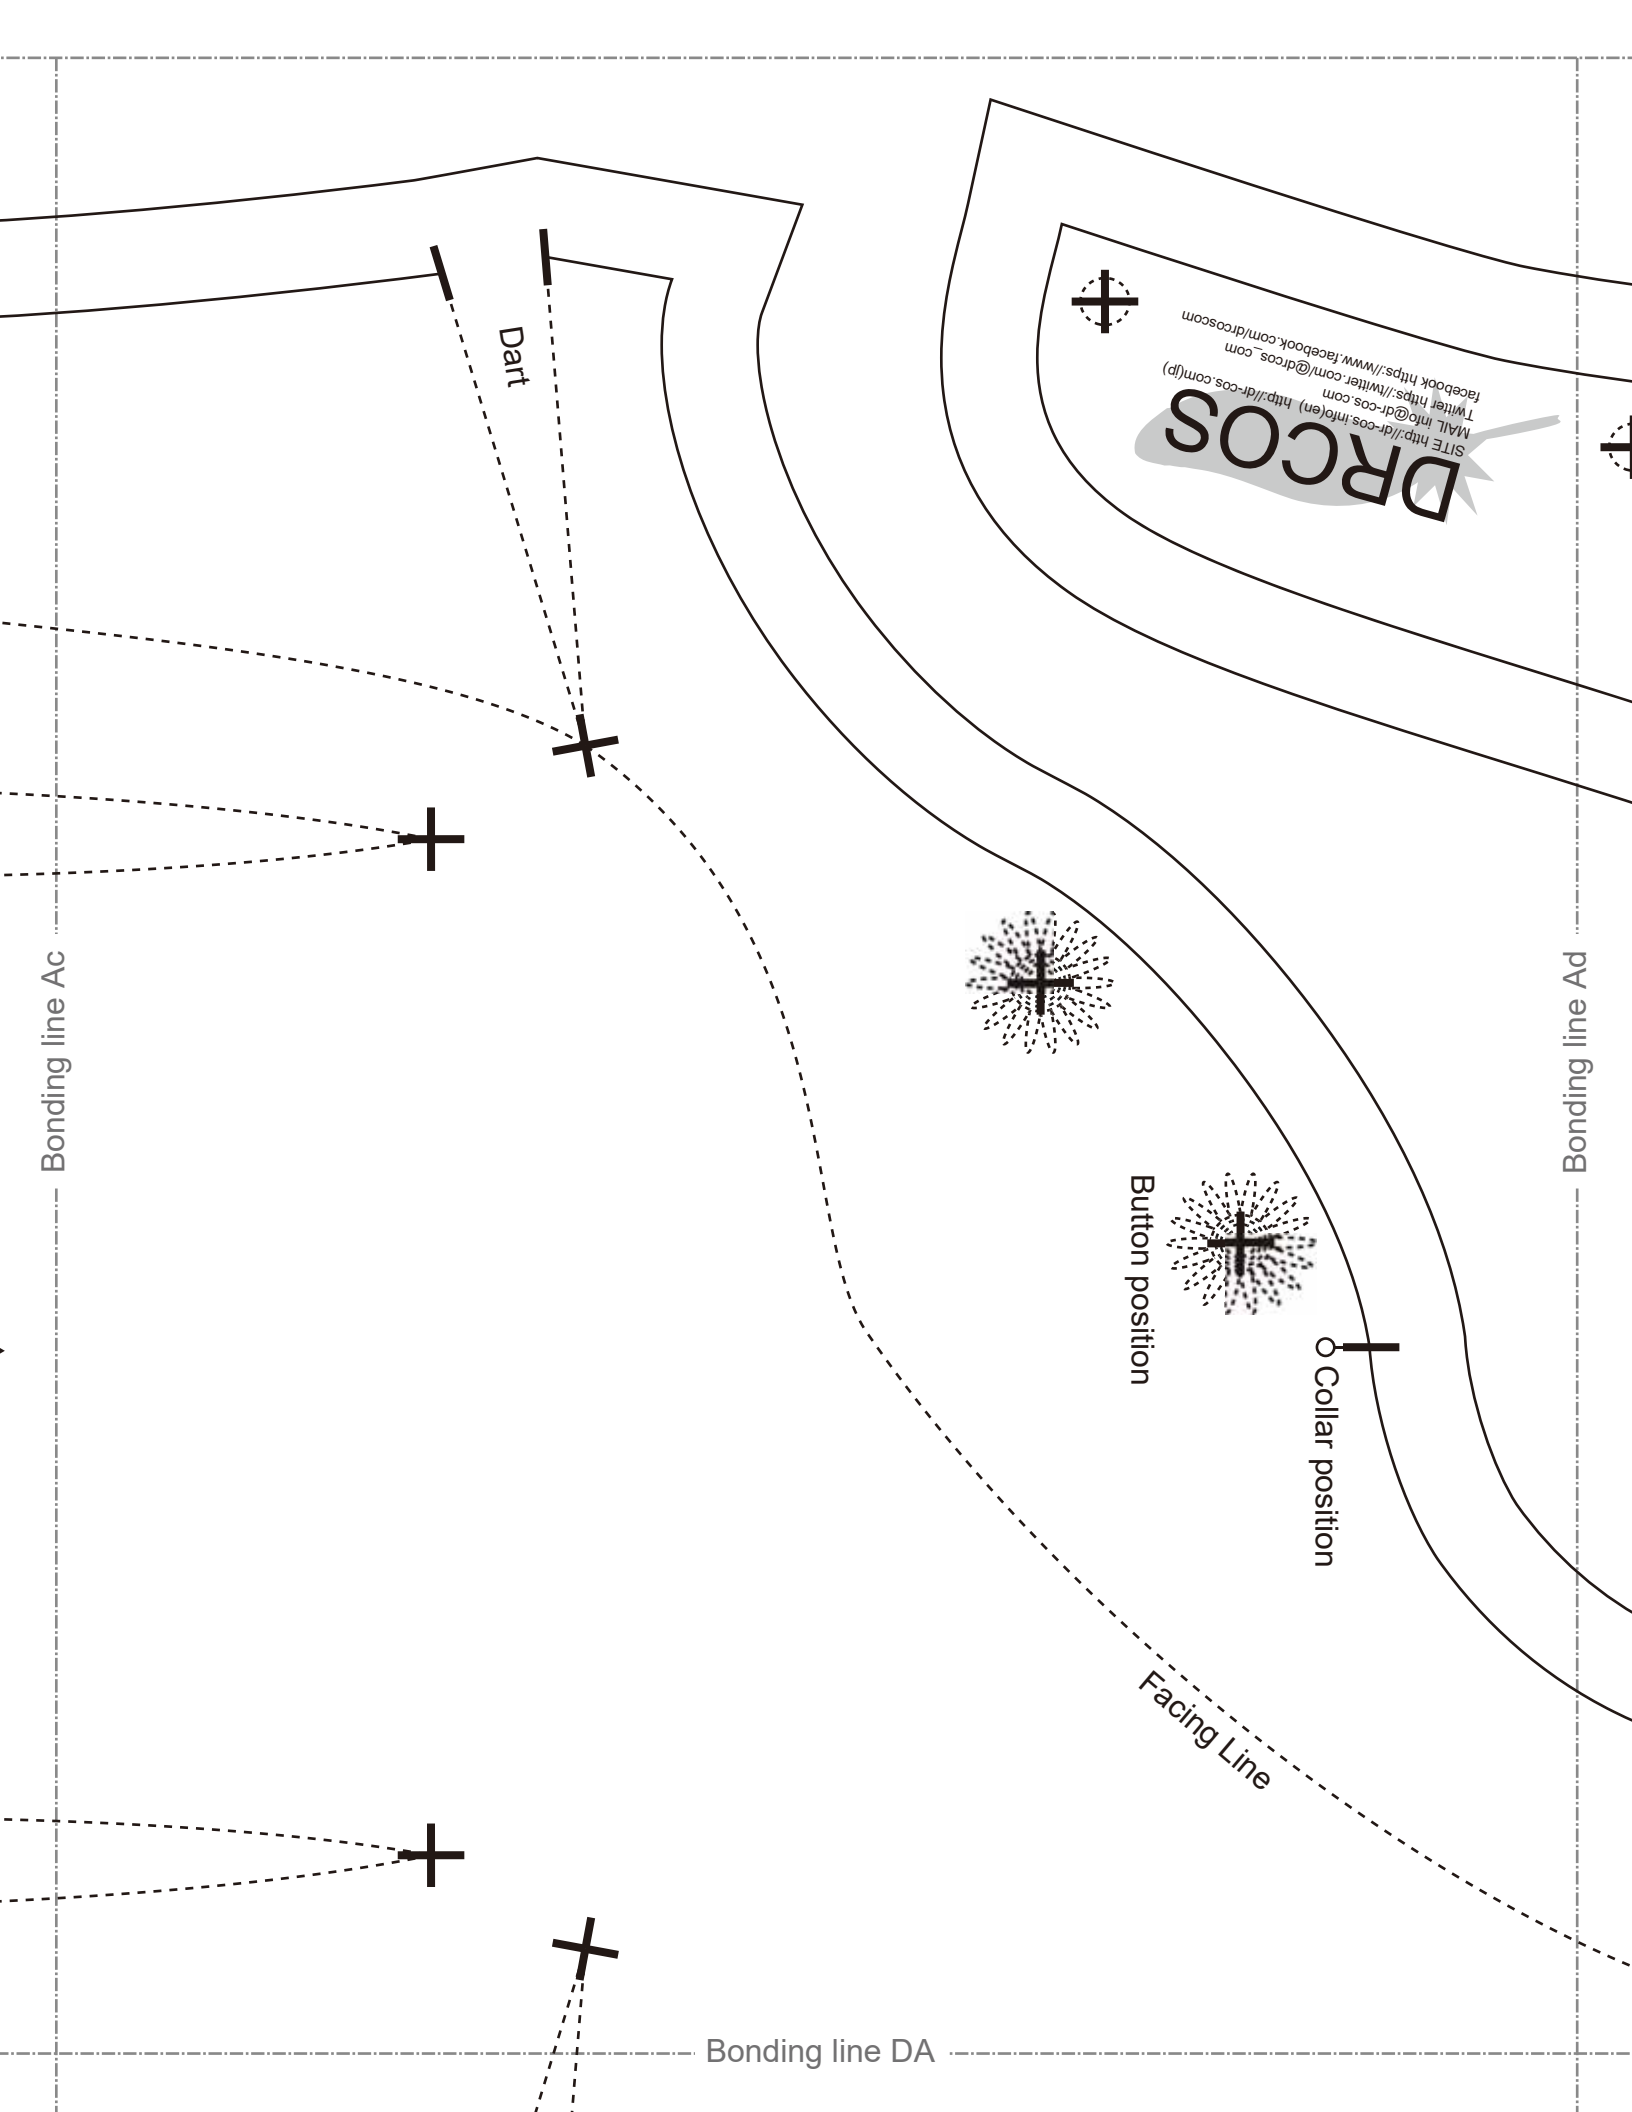 Dart
facebook https://www.facebook.com/drcoscom
Twitter https://twitter.com/@drcos_com
MAIL info@dr-cos.com
SITE http://dr-cos.info(en) http://dr-cos.com(jp)
DRCOS
Bonding line Ac
Bonding line Ad
Button position
Collar position
Facing Line
Bonding line DA